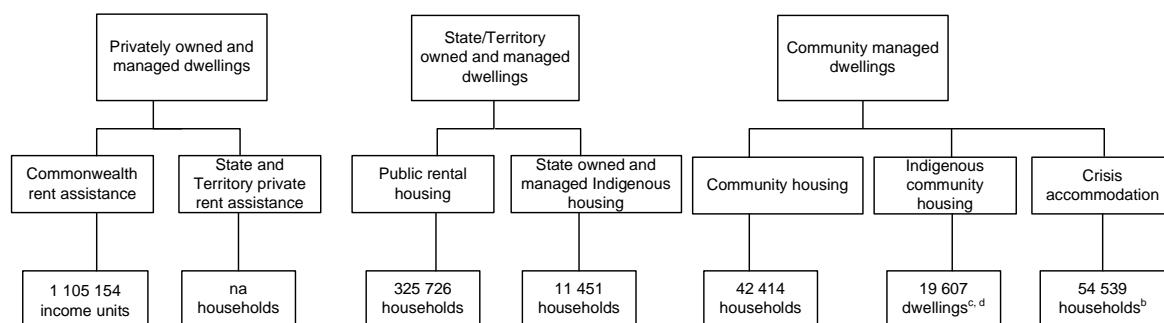 Privately owned and
managed dwellings
State/Territory
owned and managed
dwellings
Community managed
dwellings
Commonwealth
rent assistance
State and
Territory private
rent assistance
Public rental
housing
State owned and
managed Indigenous
housing
Community housing
Indigenous
community
housing
Crisis
accommodation
1 105 154
income units
na
households
325 726
households
11 451
households
42 414
households
19 607
dwellings c, d
54 539
households b